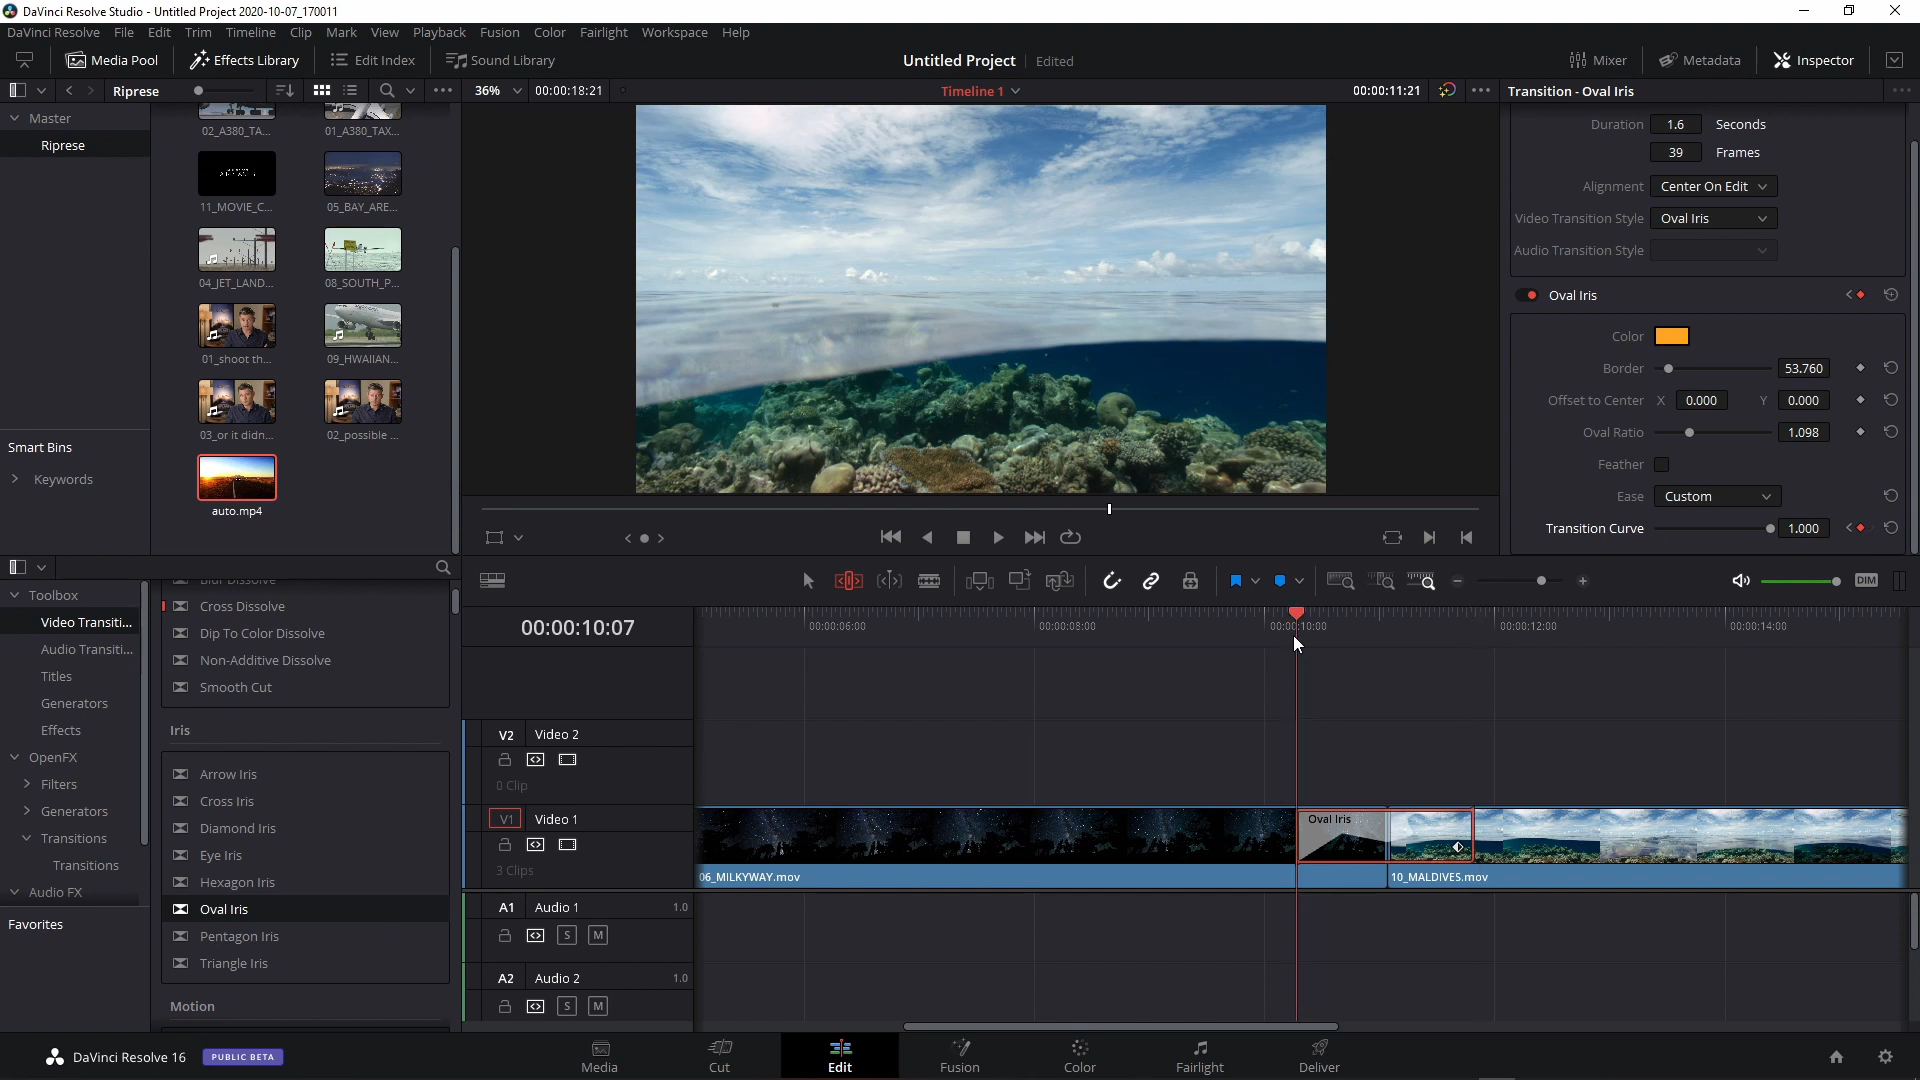 DaVinci Resolve Studio - Untitled Project 2020-10-07_170011
DaVinci Resolve File Edit Trim Timeline Clip Mark View Playback Fusion Color Fairlight Workspace Help
Media Pool Effects Library Edit Index Sound Library Untitled Project Edited Mixer Metadata Inspector
Riprese 36% 00:00:18:21 Timeline 1 00:00:11:21 Transition - Oval Iris
Master
Riprese
Smart Bins
Keywords
02_A380_TA... 01_A380_TAX...
11_MOVIE_C... 05_BAY_ARE...
04_JET_LAND... 08_SOUTH_P...
01_shoot th... 09_HWAIIAN...
03_or it didn... 02_possible ...
auto.mp4
Duration 1.6 Seconds
39 Frames
Alignment Center On Edit
Video Transition Style Oval Iris
Audio Transition Style
Oval Iris
Color
Border 53.760
Offset to Center X 0.000 Y 0.000
Oval Ratio 1.098
Feather
Ease Custom
Transition Curve 1.000
Toolbox
Video Transiti...
Audio Transiti...
Titles
Generators
Effects
OpenFX
Filters
Generators
Transitions
Transitions
Audio FX
Favorites
Blur Dissolve
Cross Dissolve
Dip To Color Dissolve
Non-Additive Dissolve
Smooth Cut
Iris
Arrow Iris
Cross Iris
Diamond Iris
Eye Iris
Hexagon Iris
Oval Iris
Pentagon Iris
Triangle Iris
Motion
DIM
00:00:10:07 00:00:06:00 00:00:08:00 00:00:10:00 00:00:12:00 00:00:14:00
V2 Video 2
0 Clip
V1 Video 1
3 Clips
Oval Iris
06_MILKYWAY.mov 10_MALDIVES.mov
A1 Audio 1 1.0
S M
A2 Audio 2 1.0
S M
DaVinci Resolve 16 PUBLIC BETA
Media Cut Edit Fusion Color Fairlight Deliver